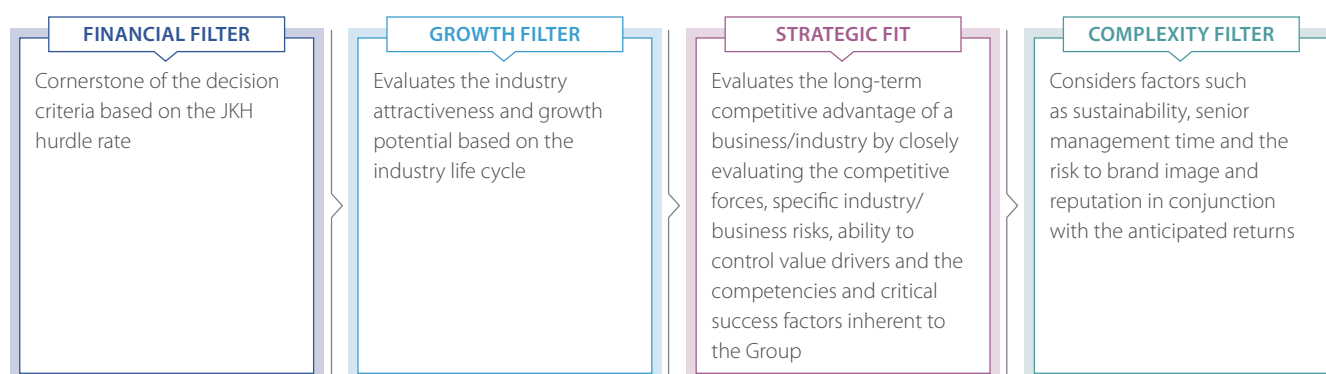 FINANCIAL FILTER
Cornerstone of the decision
criteria based on the JKH
hurdle rate
GROWTH FILTER
Evaluates the industry
attractiveness and growth
potential based on the
industry life cycle
STRATEGIC FIT
Evaluates the long-term
competitive advantage of a
business/industry by closely
evaluating the competitive
forces, specific industry/
business risks, ability to
control value drivers and the
competencies and critical
success factors inherent to
the Group
COMPLEXITY FILTER
Considers factors such
as sustainability, senior
management time and the
risk to brand image and
reputation in conjunction
with the anticipated returns